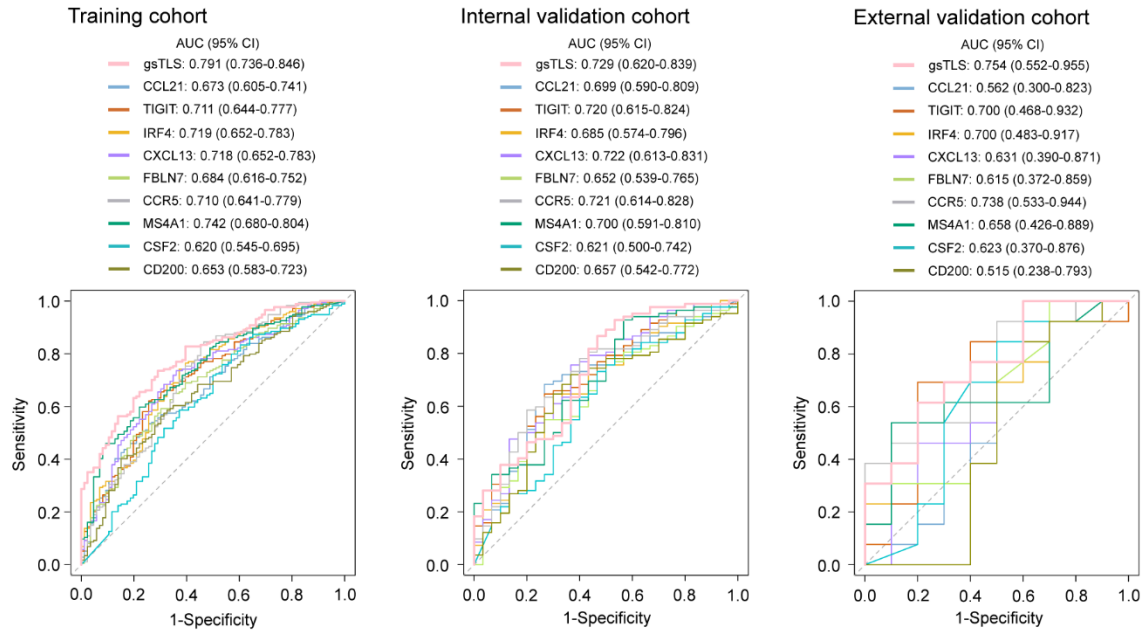 Training cohort
AUC (95% CI)
gsTLS: 0.791 (0.736-0.846)
CCL21: 0.673 (0.605-0.741)
TIGIT: 0.711 (0.644-0.777)
IRF4: 0.719 (0.652-0.783)
CXCL13: 0.718 (0.652-0.783)
FBLN7: 0.684 (0.616-0.752)
CCR5: 0.710 (0.641-0.779)
MS4A1: 0.742 (0.680-0.804)
CSF2: 0.620 (0.545-0.695)
CD200: 0.653 (0.583-0.723)
Sensitivity
1.0
0.8
0.6
0.4
0.2
0.0
0.0 0.2 0.4 0.6 0.8 1.0
1-Specificity
Internal validation cohort
AUC (95% CI)
gsTLS: 0.729 (0.620-0.839)
CCL21: 0.699 (0.590-0.809)
TIGIT: 0.720 (0.615-0.824)
IRF4: 0.685 (0.574-0.796)
CXCL13: 0.722 (0.613-0.831)
FBLN7: 0.652 (0.539-0.765)
CCR5: 0.721 (0.614-0.828)
MS4A1: 0.700 (0.591-0.810)
CSF2: 0.621 (0.500-0.742)
CD200: 0.657 (0.542-0.772)
Sensitivity
1.0
0.8
0.6
0.4
0.2
0.0
0.0 0.2 0.4 0.6 0.8 1.0
1-Specificity
External validation cohort
AUC (95% CI)
gsTLS: 0.754 (0.552-0.955)
CCL21: 0.562 (0.300-0.823)
TIGIT: 0.700 (0.468-0.932)
IRF4: 0.700 (0.483-0.917)
CXCL13: 0.631 (0.390-0.871)
FBLN7: 0.615 (0.372-0.859)
CCR5: 0.738 (0.533-0.944)
MS4A1: 0.658 (0.426-0.889)
CSF2: 0.623 (0.370-0.876)
CD200: 0.515 (0.238-0.793)
Sensitivity
1.0
0.8
0.6
0.4
0.2
0.0
0.0 0.2 0.4 0.6 0.8 1.0
1-Specificity